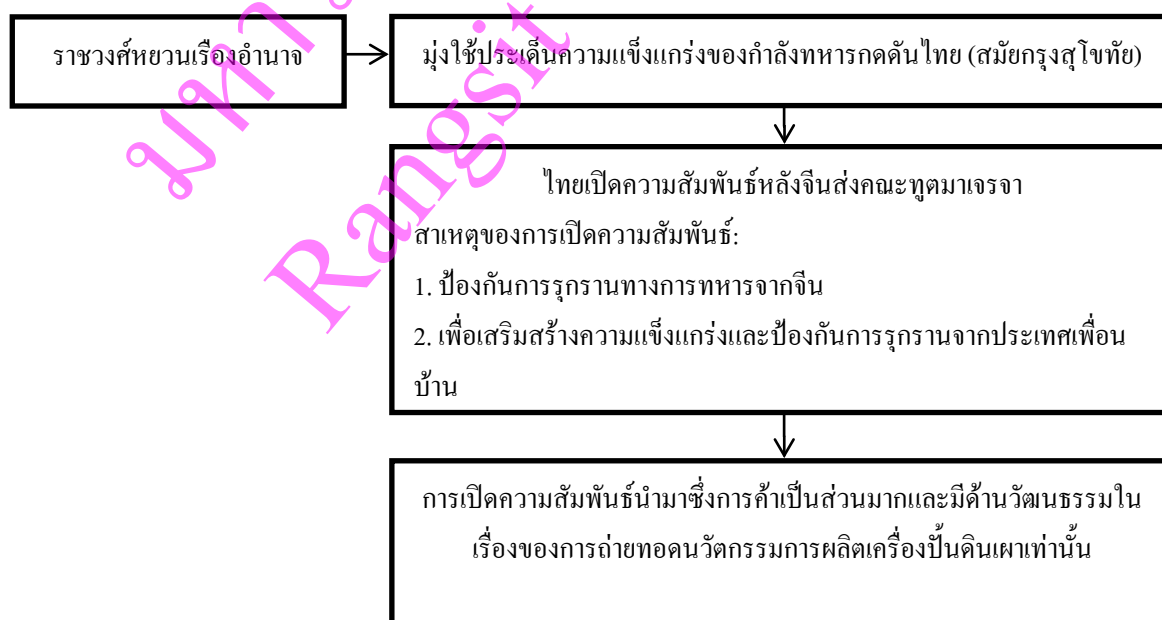 ราชวงศ์หยวนเรืองอำนาจ
มุ่งใช้ประเด็นความแข็งแกร่งของกำลังทหารกดดันไทย (สมัยกรุงสุโขทัย)
ไทยเปิดความสัมพันธ์หลังจีนส่งคณะทูตมาเจรจา
สาเหตุของการเปิดความสัมพันธ์:
1. ป้องกันการรุกรานทางการทหารจากจีน
2. เพื่อเสริมสร้างความแข็งแกร่งและป้องกันการรุกรานจากประเทศเพื่อน
บ้าน
การเปิดความสัมพันธ์นำมาซึ่งการค้าเป็นส่วนมากและมีด้านวัฒนธรรมใน
เรื่องของการถ่ายทอดนวัตกรรมการผลิตเครื่องปั้นดินเผาเท่านั้น
Rangsit